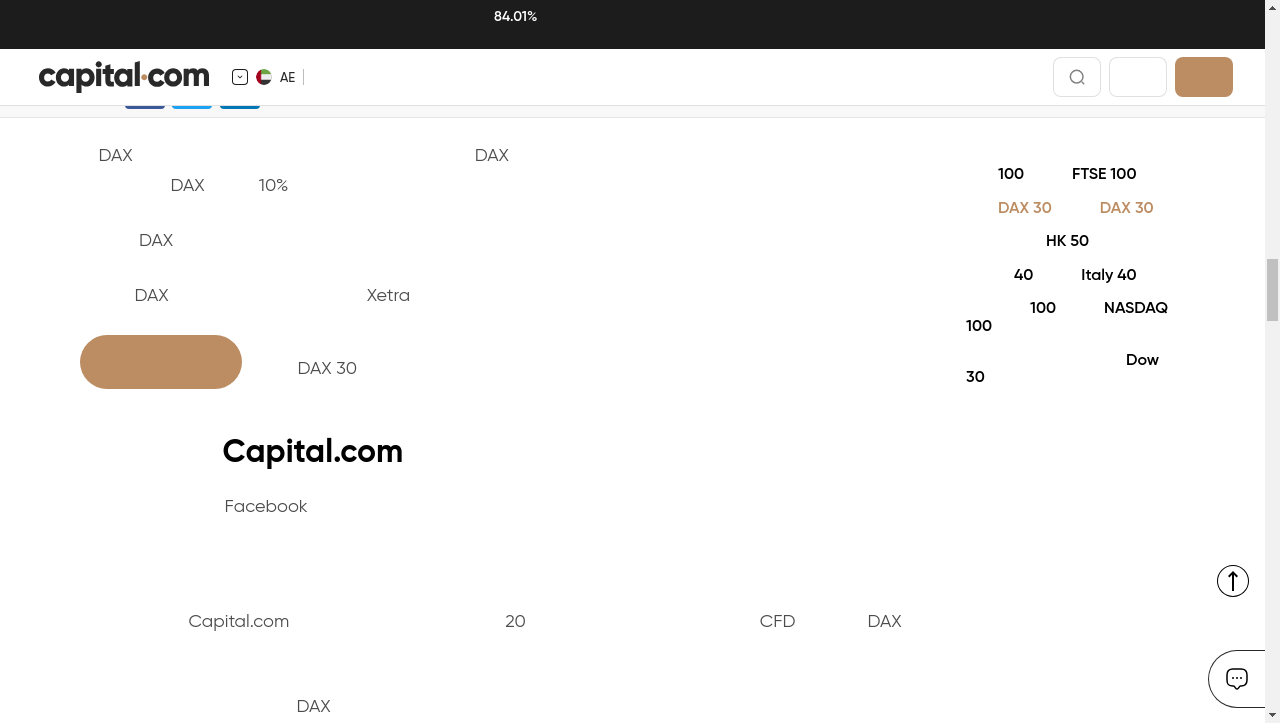 84.01%
capital.com
AE
DAX DAX
DAX 10%
DAX
DAX Xetra
DAX 30
100 FTSE 100
DAX 30 DAX 30
HK 50
40 Italy 40
100 NASDAQ
100
Dow
30
Capital.com
Facebook
Capital.com 20 CFD DAX
DAX